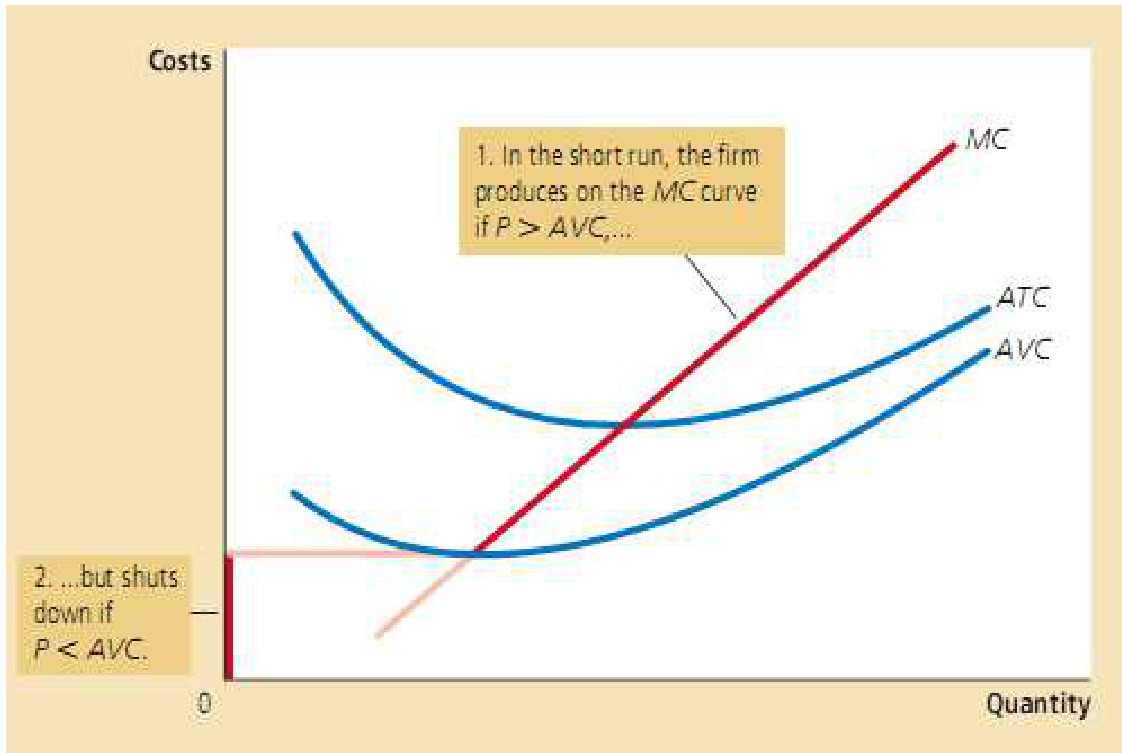 Costs
MC
1. In the short run, the firm
produces on the MC curve
if P > AVC,...
ATC
AVC
2. ...but shuts
down if
P < AVC.
0
Quantity